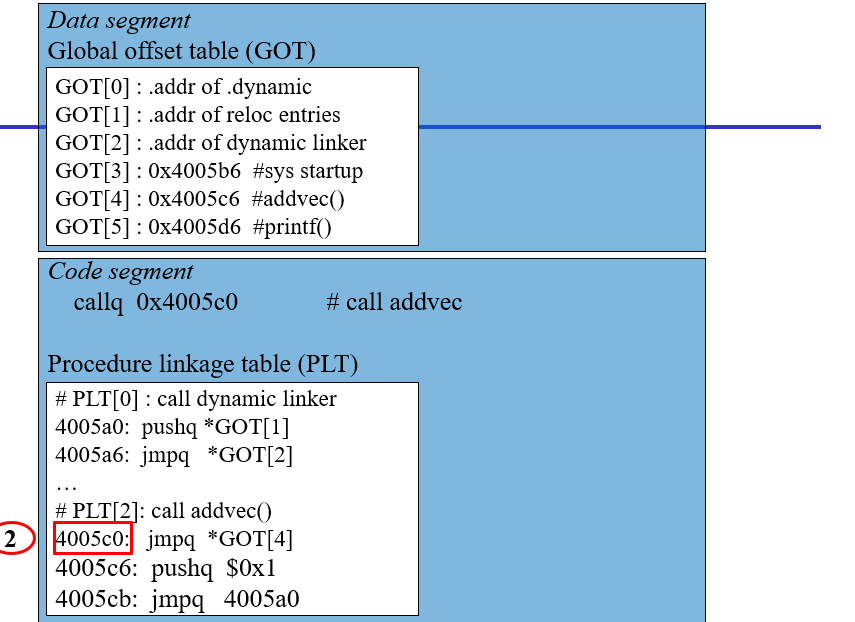 Data segment
Global offset table (GOT)
GOT[0] : .addr of .dynamic
GOT[1] : .addr of reloc entries
GOT[2] : .addr of dynamic linker
GOT[3] : 0x4005b6 #sys startup
GOT[4] : 0x4005c6 #addvec()
GOT[5] : 0x4005d6 #printf()
Code segment
callq 0x4005c0 # call addvec
Procedure linkage table (PLT)
# PLT[0] : call dynamic linker
4005a0: pushq *GOT[1]
4005a6: jmpq *GOT[2]
…
# PLT[2]: call addvec()
2 4005c0: jmpq *GOT[4]
4005c6: pushq $0x1
4005cb: jmpq 4005a0